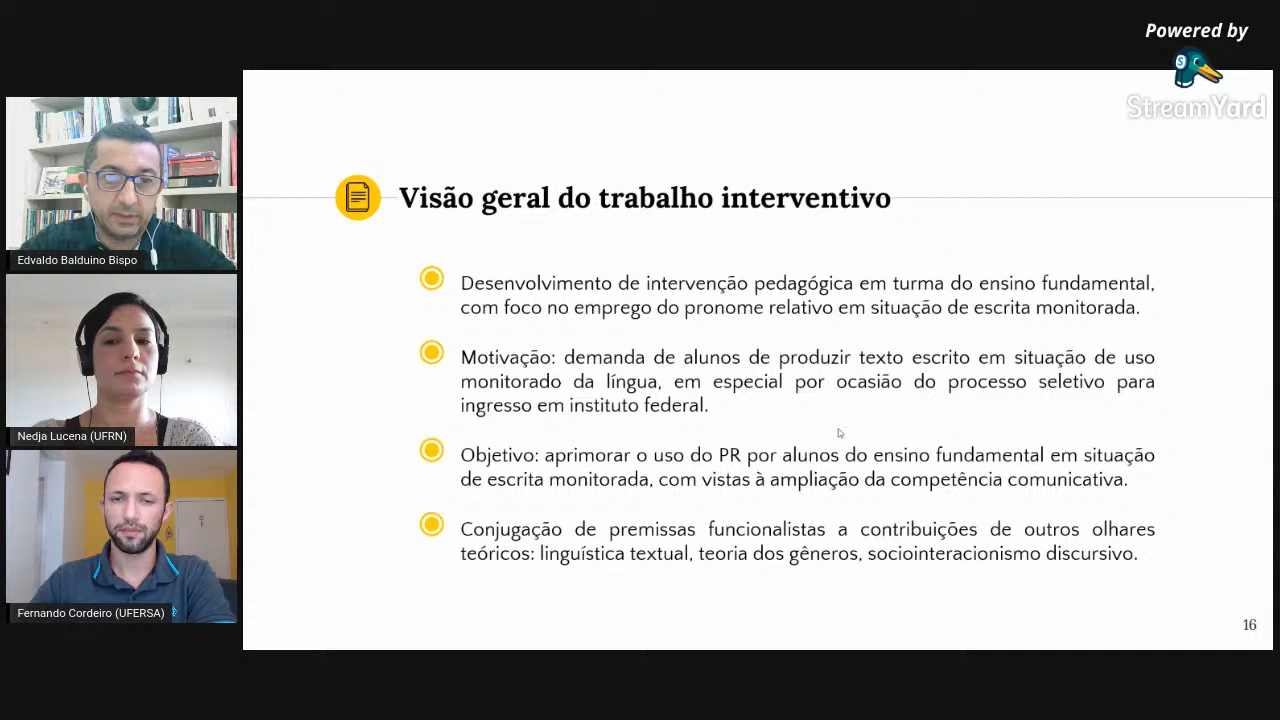 Powered by
StreamYard
Edvaldo Balduino Bispo
Nedja Lucena (UFRN)
Fernando Cordeiro (UFERSA)
Visão geral do trabalho interventivo
Desenvolvimento de intervenção pedagógica em turma do ensino fundamental,
com foco no emprego do pronome relativo em situação de escrita monitorada.
Motivação: demanda de alunos de produzir texto escrito em situação de uso
monitorado da língua, em especial por ocasião do processo seletivo para
ingresso em instituto federal.
Objetivo: aprimorar o uso do PR por alunos do ensino fundamental em situação
de escrita monitorada, com vistas à ampliação da competência comunicativa.
Conjugação de premissas funcionalistas a contribuições de outros olhares
teóricos: linguística textual, teoria dos gêneros, sociointeracionismo discursivo.
16